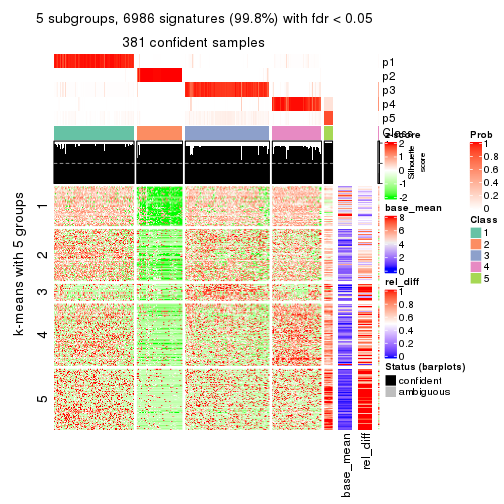 5 subgroups, 6986 signatures (99.8%) with fdr < 0.05
381 confident samples
p1
p2
p3
p4
p5
Class
Silhouette
score
k-means with 5 groups
1
2
3
4
5
base_mean
rel_diff
z-score
2
1
0
-1
-2
base_mean
8
6
4
2
0
rel_diff
1
0.8
0.6
0.4
0.2
0
Status (barplots)
confident
ambiguous
Prob
1
0.8
0.6
0.4
0.2
0
Class
1
2
3
4
5